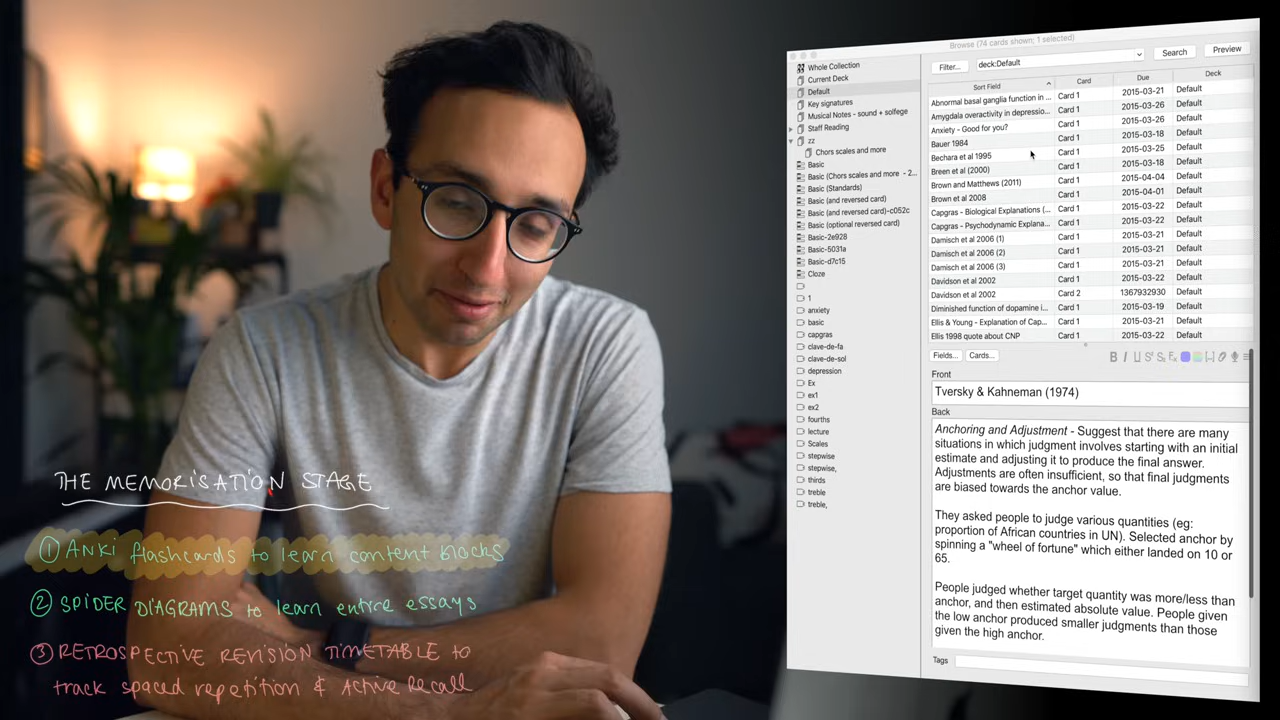 THE MEMORISATION STAGE
① ANKI flashcards to learn content blocks
② SPIDER DIAGRAMS to learn entire essays
③ RETROSPECTIVE REVISION TIMETABLE to
track spaced repetition & Active Recall
Browse (74 cards shown; 1 selected)
Whole Collection
Current Deck
Default
Key signatures
Musical Notes - sound + solfege
Staff Reading
zz
Chors scales and more
Basic
Basic (Chors scales and more - 2...
Basic (Standards)
Basic (and reversed card)
Basic (and reversed card)-c052c
Basic (optional reversed card)
Basic-2e928
Basic-5031a
Basic-d7c15
Cloze
1
anxiety
basic
capgras
clave-de-fa
clave-de-sol
depression
Ex
ex1
ex2
fourths
lecture
Scales
stepwise
stepwise,
thirds
treble
treble,
Filter... deck:Default Search Preview
Sort Field Card Due Deck
Abnormal basal ganglia function in ... Card 1 2015-03-21 Default
Amygdala overactivity in depressio... Card 1 2015-03-26 Default
Anxiety - Good for you? Card 1 2015-03-26 Default
Bauer 1984 Card 1 2015-03-18 Default
Bechara et al 1995 Card 1 2015-03-25 Default
Breen et al (2000) Card 1 2015-03-18 Default
Brown and Matthews (2011) Card 1 2015-04-04 Default
Brown et al 2008 Card 1 2015-04-01 Default
Capgras - Biological Explanations (... Card 1 2015-03-22 Default
Capgras - Psychodynamic Explana... Card 1 2015-03-22 Default
Damisch et al 2006 (1) Card 1 2015-03-21 Default
Damisch et al 2006 (2) Card 1 2015-03-21 Default
Damisch et al 2006 (3) Card 1 2015-03-21 Default
Davidson et al 2002 Card 1 2015-03-22 Default
Davidson et al 2002 Card 2 1367932930 Default
Diminished function of dopamine i... Card 1 2015-03-19 Default
Ellis & Young - Explanation of Cap... Card 1 2015-03-21 Default
Ellis 1998 quote about CNP Card 1 2015-03-22 Default
Fields... Cards...
Front
Tversky & Kahneman (1974)
Back
Anchoring and Adjustment - Suggest that there are many
situations in which judgment involves starting with an initial
estimate and adjusting it to produce the final answer.
Adjustments are often insufficient, so that final judgments
are biased towards the anchor value.
They asked people to judge various quantities (eg:
proportion of African countries in UN). Selected anchor by
spinning a "wheel of fortune" which either landed on 10 or
65.
People judged whether target quantity was more/less than
anchor, and then estimated absolute value. People given
the low anchor produced smaller judgments than those
given the high anchor.
Tags